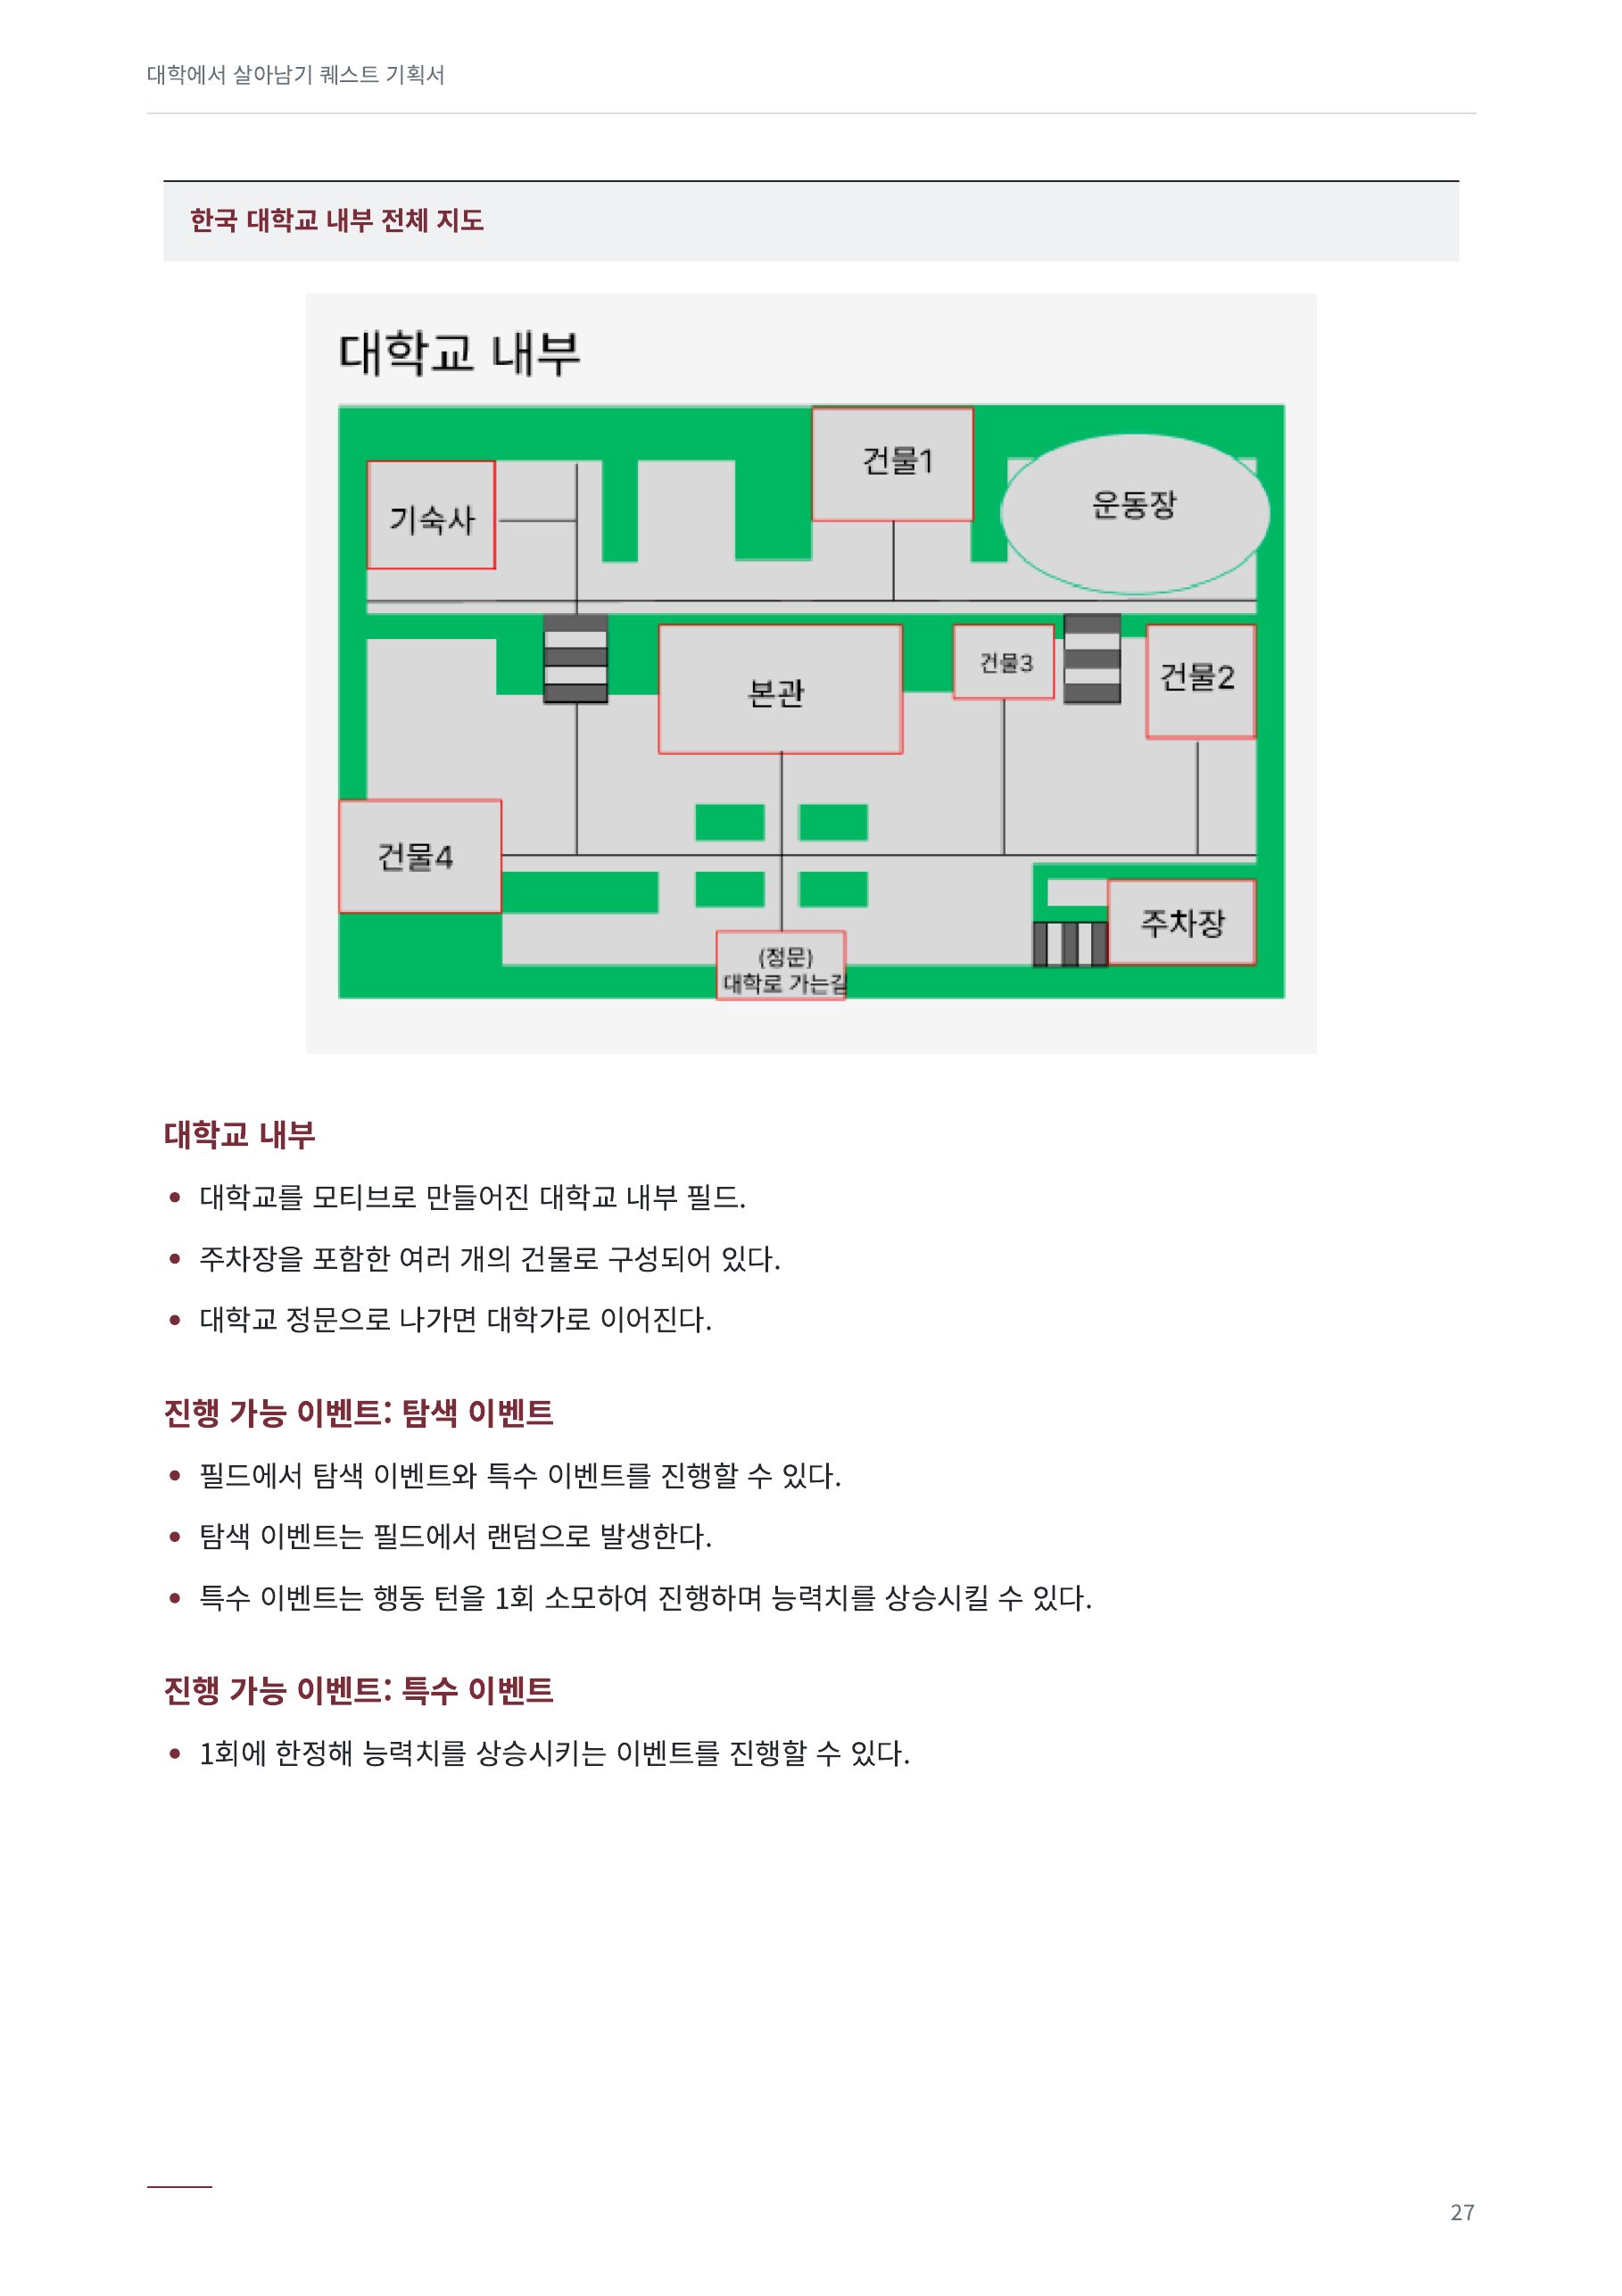 대학에서 살아남기 퀘스트 기획서
한국 대학교 내부 전체 지도
대학교 내부
건물1
운동장
기숙사
건물3
건물2
본관
건물4
주차장
(정문)
대학로 가는길
대학교 내부
• 대학교를 모티브로 만들어진 대학교 내부 필드.
• 주차장을 포함한 여러 개의 건물로 구성되어 있다.
• 대학교 정문으로 나가면 대학가로 이어진다.
진행 가능 이벤트: 탐색 이벤트
• 필드에서 탐색 이벤트와 특수 이벤트를 진행할 수 있다.
• 탐색 이벤트는 필드에서 랜덤으로 발생한다.
• 특수 이벤트는 행동 턴을 1회 소모하여 진행하며 능력치를 상승시킬 수 있다.
진행 가능 이벤트: 특수 이벤트
• 1회에 한정해 능력치를 상승시키는 이벤트를 진행할 수 있다.
27